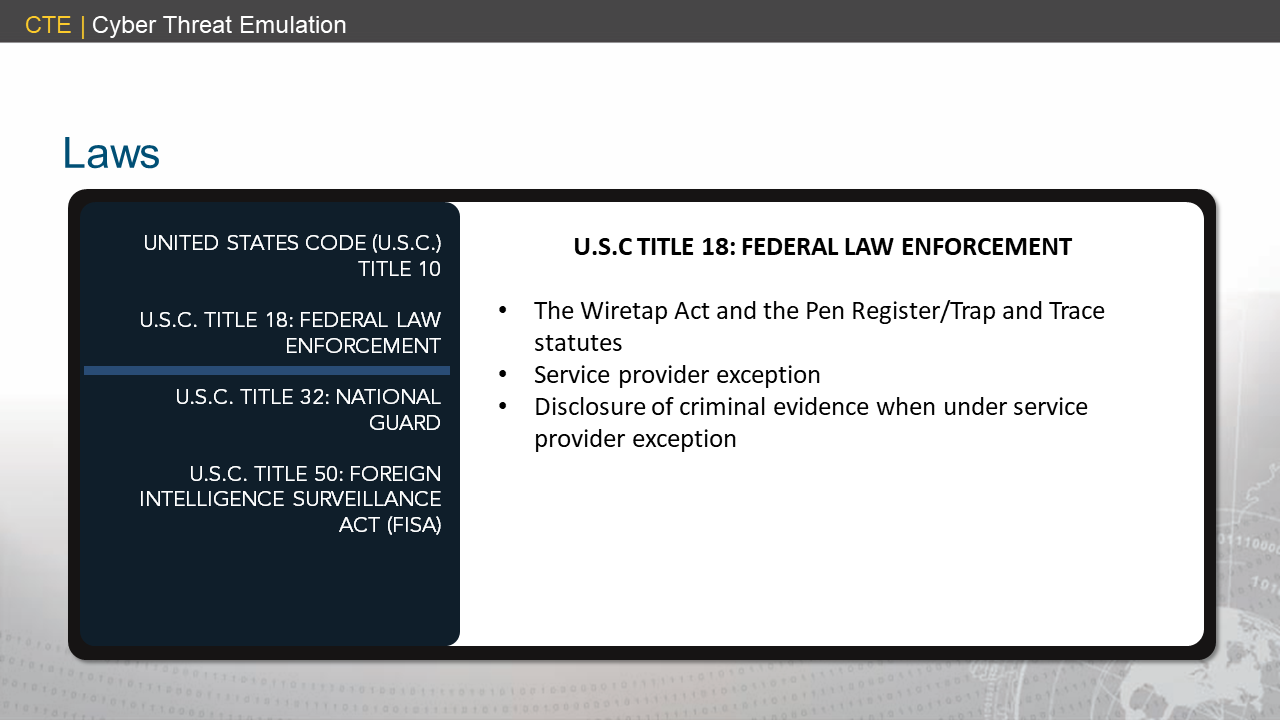 CTE | Cyber Threat Emulation
Laws
UNITED STATES CODE (U.S.C.)
TITLE 10
U.S.C. TITLE 18: FEDERAL LAW
ENFORCEMENT
U.S.C. TITLE 32: NATIONAL
GUARD
U.S.C. TITLE 50: FOREIGN
INTELLIGENCE SURVEILLANCE
ACT (FISA)
U.S.C TITLE 18: FEDERAL LAW ENFORCEMENT
• The Wiretap Act and the Pen Register/Trap and Trace
statutes
• Service provider exception
• Disclosure of criminal evidence when under service
provider exception